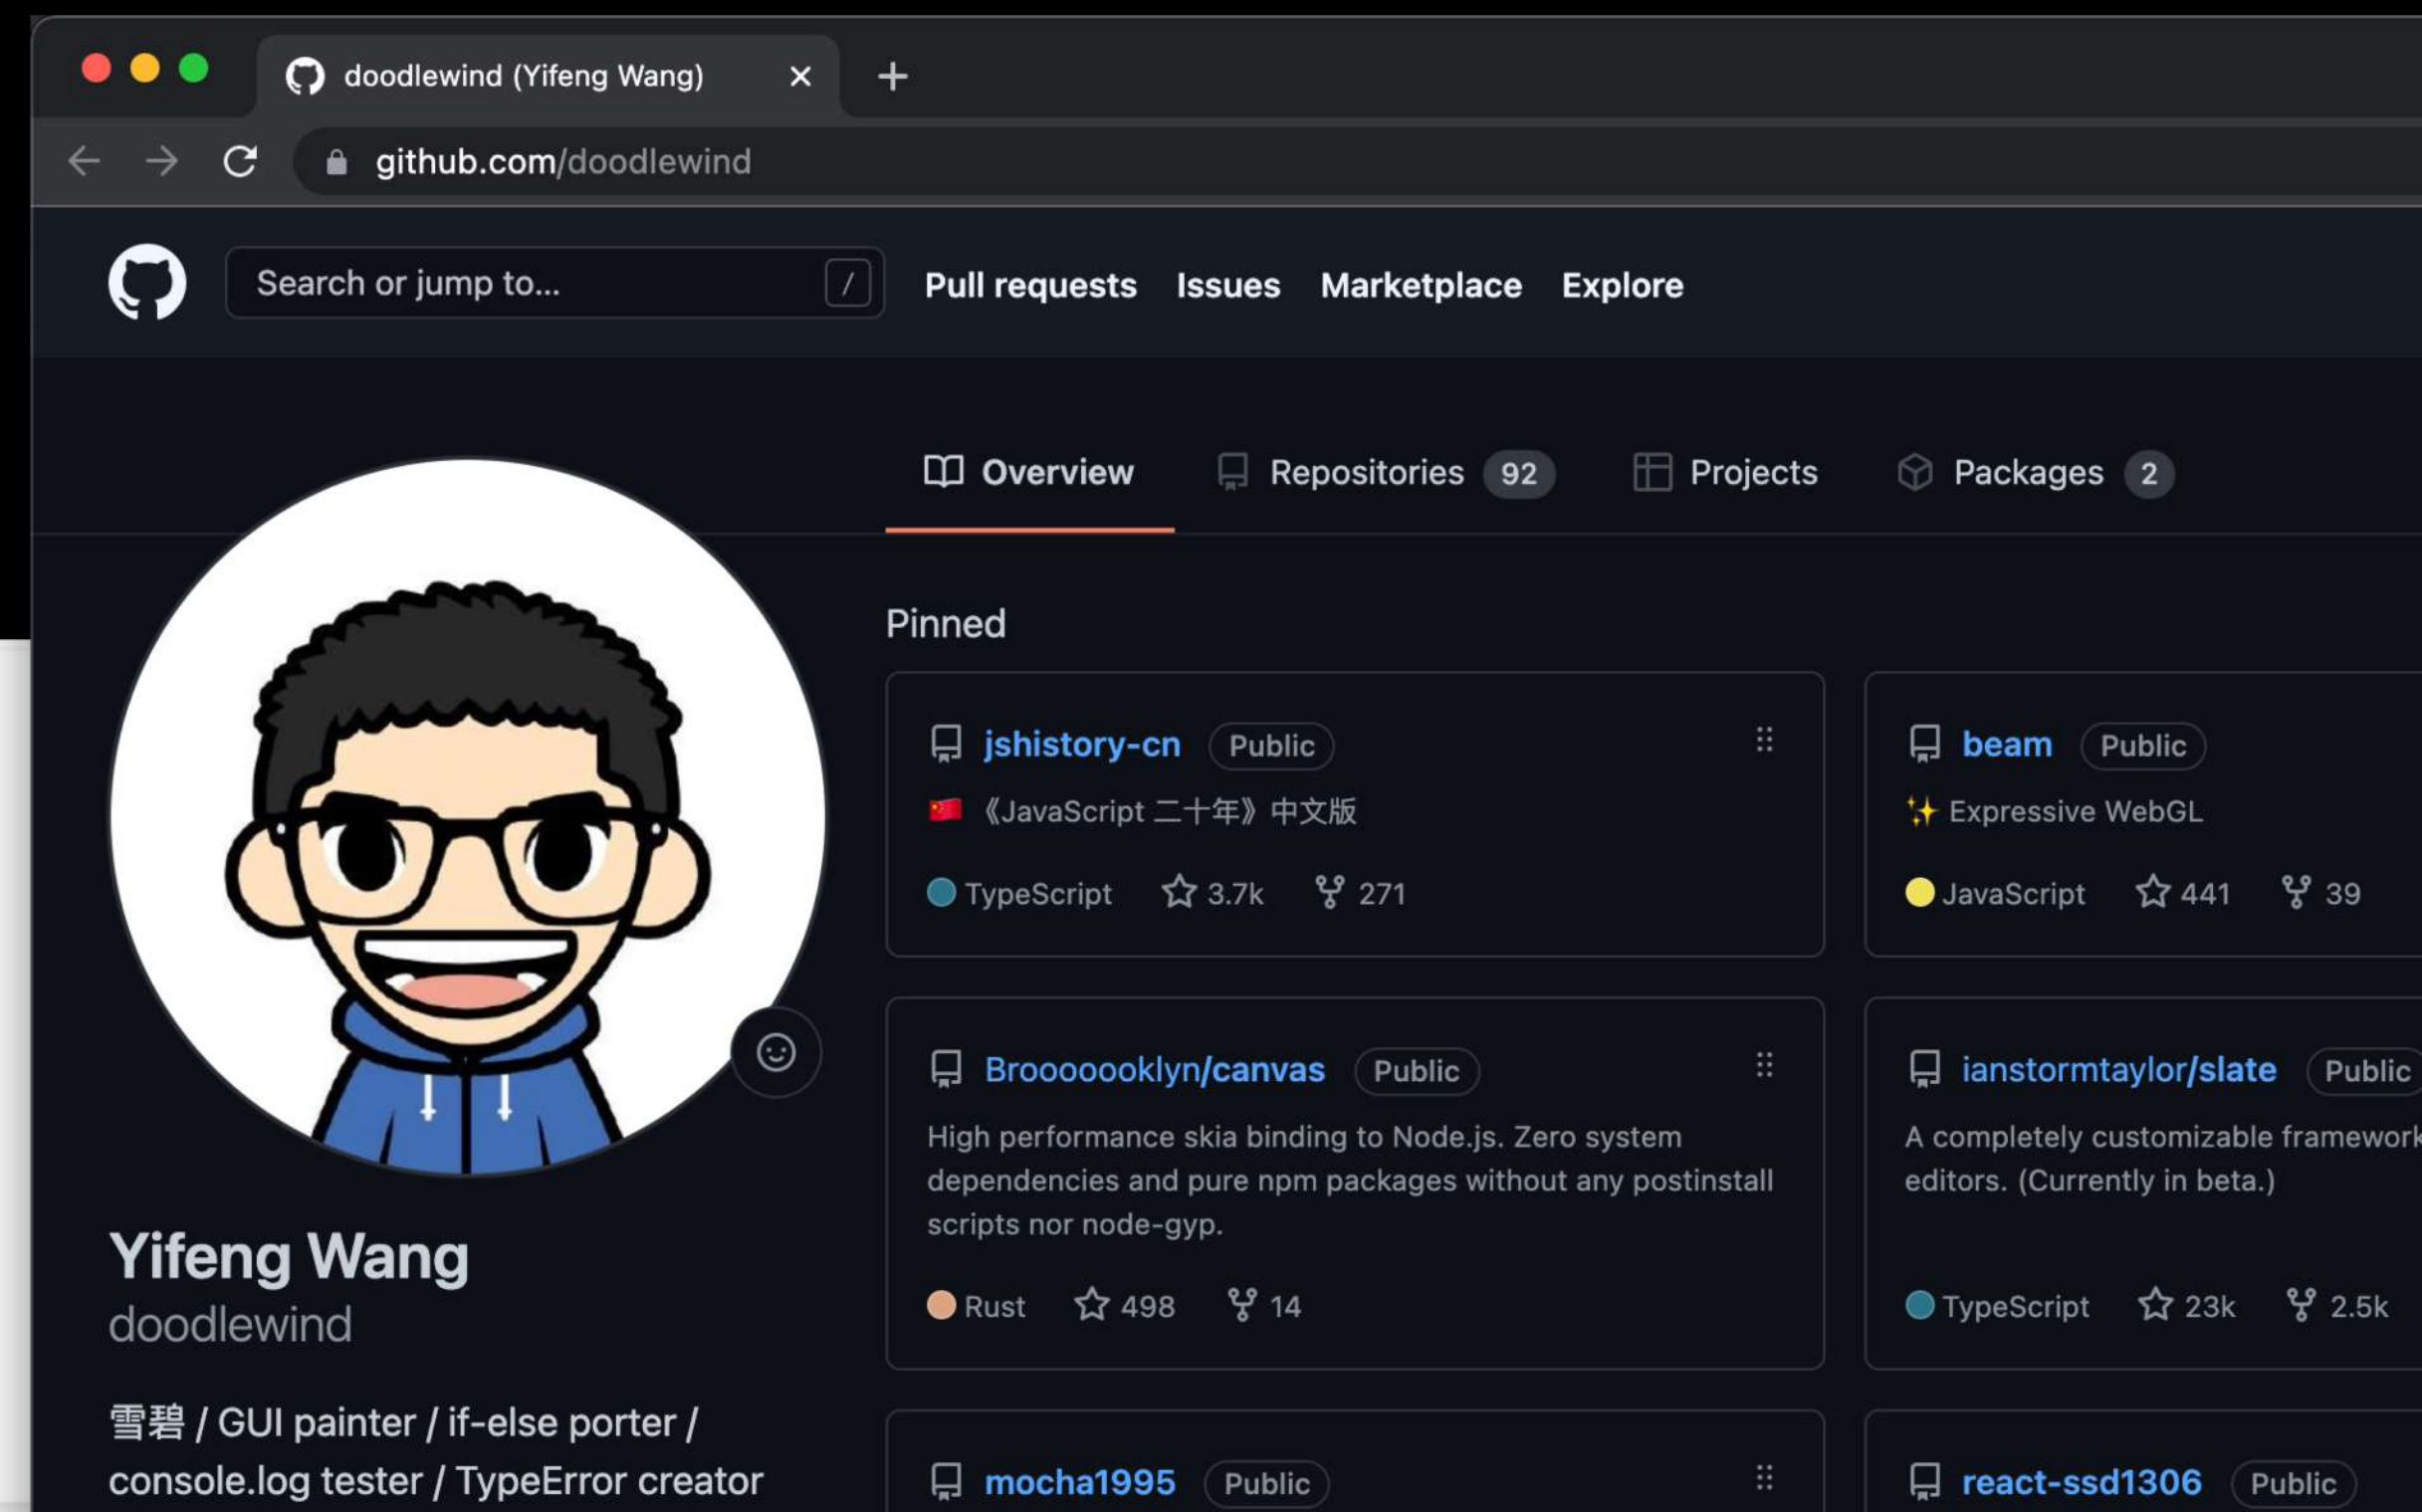 doodlewind (Yifeng Wang)
github.com/doodlewind
Search or jump to...
/
Pull requests Issues Marketplace Explore
Overview Repositories 92 Projects Packages 2
Pinned
jshistory-cn Public
🇨🇳 《JavaScript 二十年》中文版
TypeScript 3.7k 271
beam Public
✨ Expressive WebGL
JavaScript 441 39
Brooooooklyn/canvas Public
High performance skia binding to Node.js. Zero system
dependencies and pure npm packages without any postinstall
scripts nor node-gyp.
Rust 498 14
ianstormtaylor/slate Public
A completely customizable framework
editors. (Currently in beta.)
TypeScript 23k 2.5k
mocha1995 Public
react-ssd1306 Public
Yifeng Wang
doodlewind
雪碧 / GUI painter / if-else porter /
console.log tester / TypeError creator